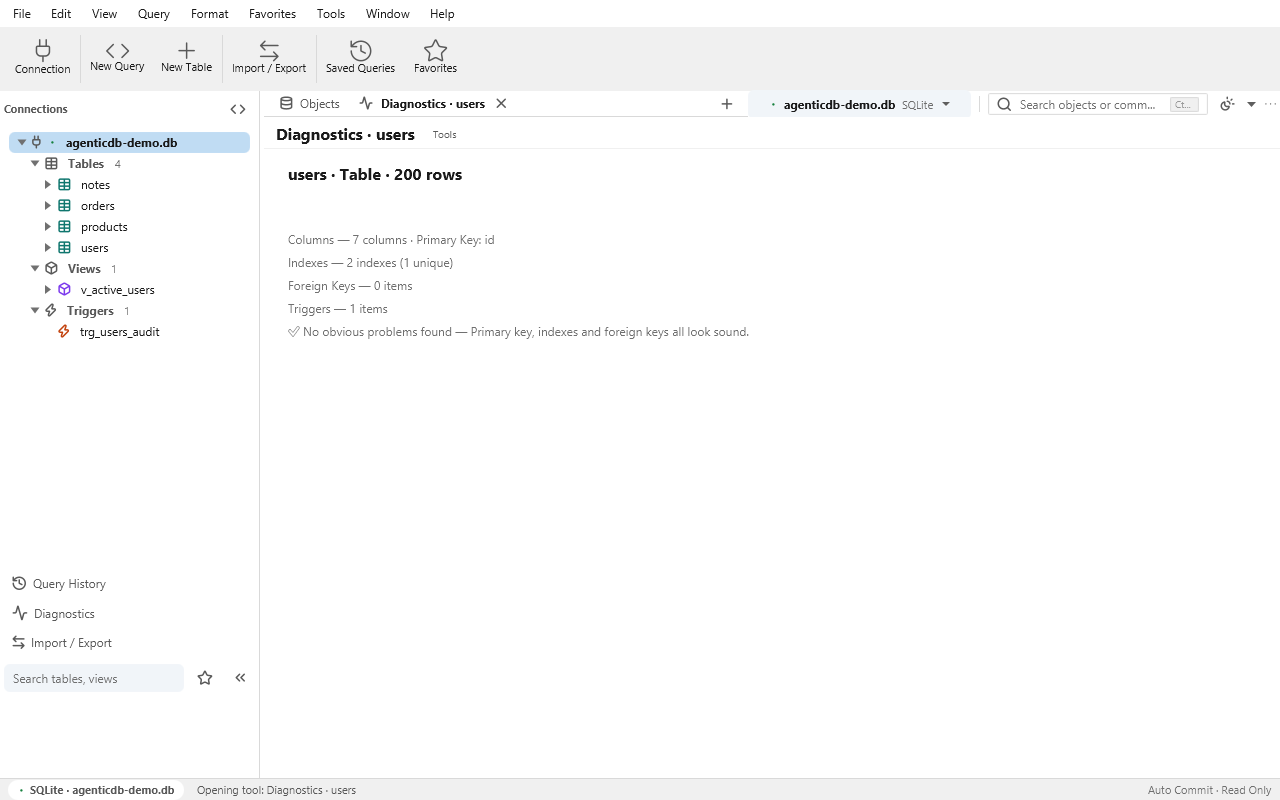 File Edit View Query Format Favorites Tools Window Help
Connection New Query New Table Import / Export Saved Queries Favorites
Connections
Objects Diagnostics · users agenticdb-demo.db SQLite Search objects or comm... Ct...
Diagnostics · users Tools
agenticdb-demo.db
Tables 4
notes
orders
products
users
Views 1
v_active_users
Triggers 1
trg_users_audit
users · Table · 200 rows
Columns — 7 columns · Primary Key: id
Indexes — 2 indexes (1 unique)
Foreign Keys — 0 items
Triggers — 1 items
✅ No obvious problems found — Primary key, indexes and foreign keys all look sound.
Query History
Diagnostics
Import / Export
Search tables, views
SQLite · agenticdb-demo.db Opening tool: Diagnostics · users Auto Commit · Read Only